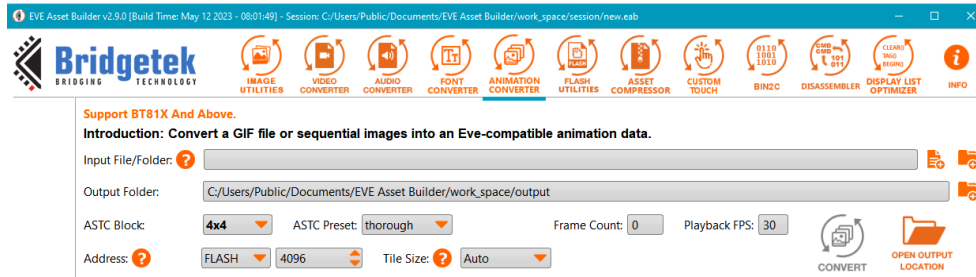 EVE Asset Builder v2.9.0 [Build Time: May 12 2023 - 08:01:49] - Session: C:/Users/Public/Documents/EVE Asset Builder/work_space/session/new.eab
Bridgetek
BRIDGING TECHNOLOGY
IMAGE UTILITIES
VIDEO CONVERTER
AUDIO CONVERTER
FONT CONVERTER
ANIMATION CONVERTER
FLASH UTILITIES
ASSET COMPRESSOR
CUSTOM TOUCH
BIN2C
DISASSEMBLER
DISPLAY LIST OPTIMIZER
INFO
Support BT81X And Above.
Introduction: Convert a GIF file or sequential images into an Eve-compatible animation data.
Input File/Folder: ?
Output Folder: C:/Users/Public/Documents/EVE Asset Builder/work_space/output
ASTC Block: 4x4 ASTC Preset: thorough Frame Count: 0 Playback FPS: 30
Address: ? FLASH 4096 Tile Size: ? Auto
CONVERT
OPEN OUTPUT LOCATION